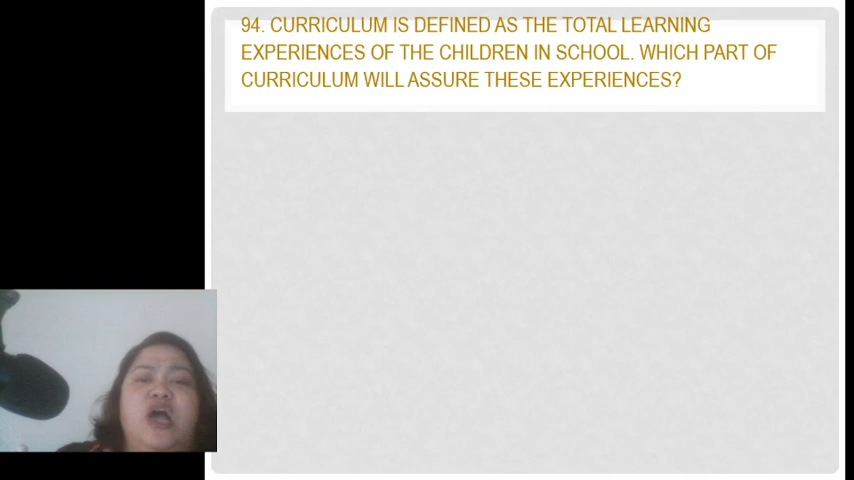 94. CURRICULUM IS DEFINED AS THE TOTAL LEARNING
EXPERIENCES OF THE CHILDREN IN SCHOOL. WHICH PART OF
CURRICULUM WILL ASSURE THESE EXPERIENCES?